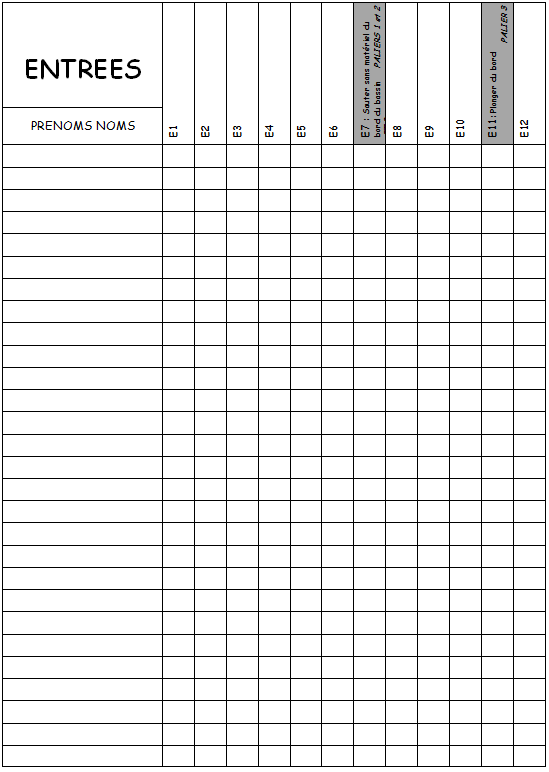 ENTREES
PRENOMS NOMS
E1
E2
E3
E4
E5
E6
E7 : Sauter sans matériel du
bord du bassin PALIERS 1 et 2
E8
E9
E10
E11: Plonger du bord
PALIER 3
E12